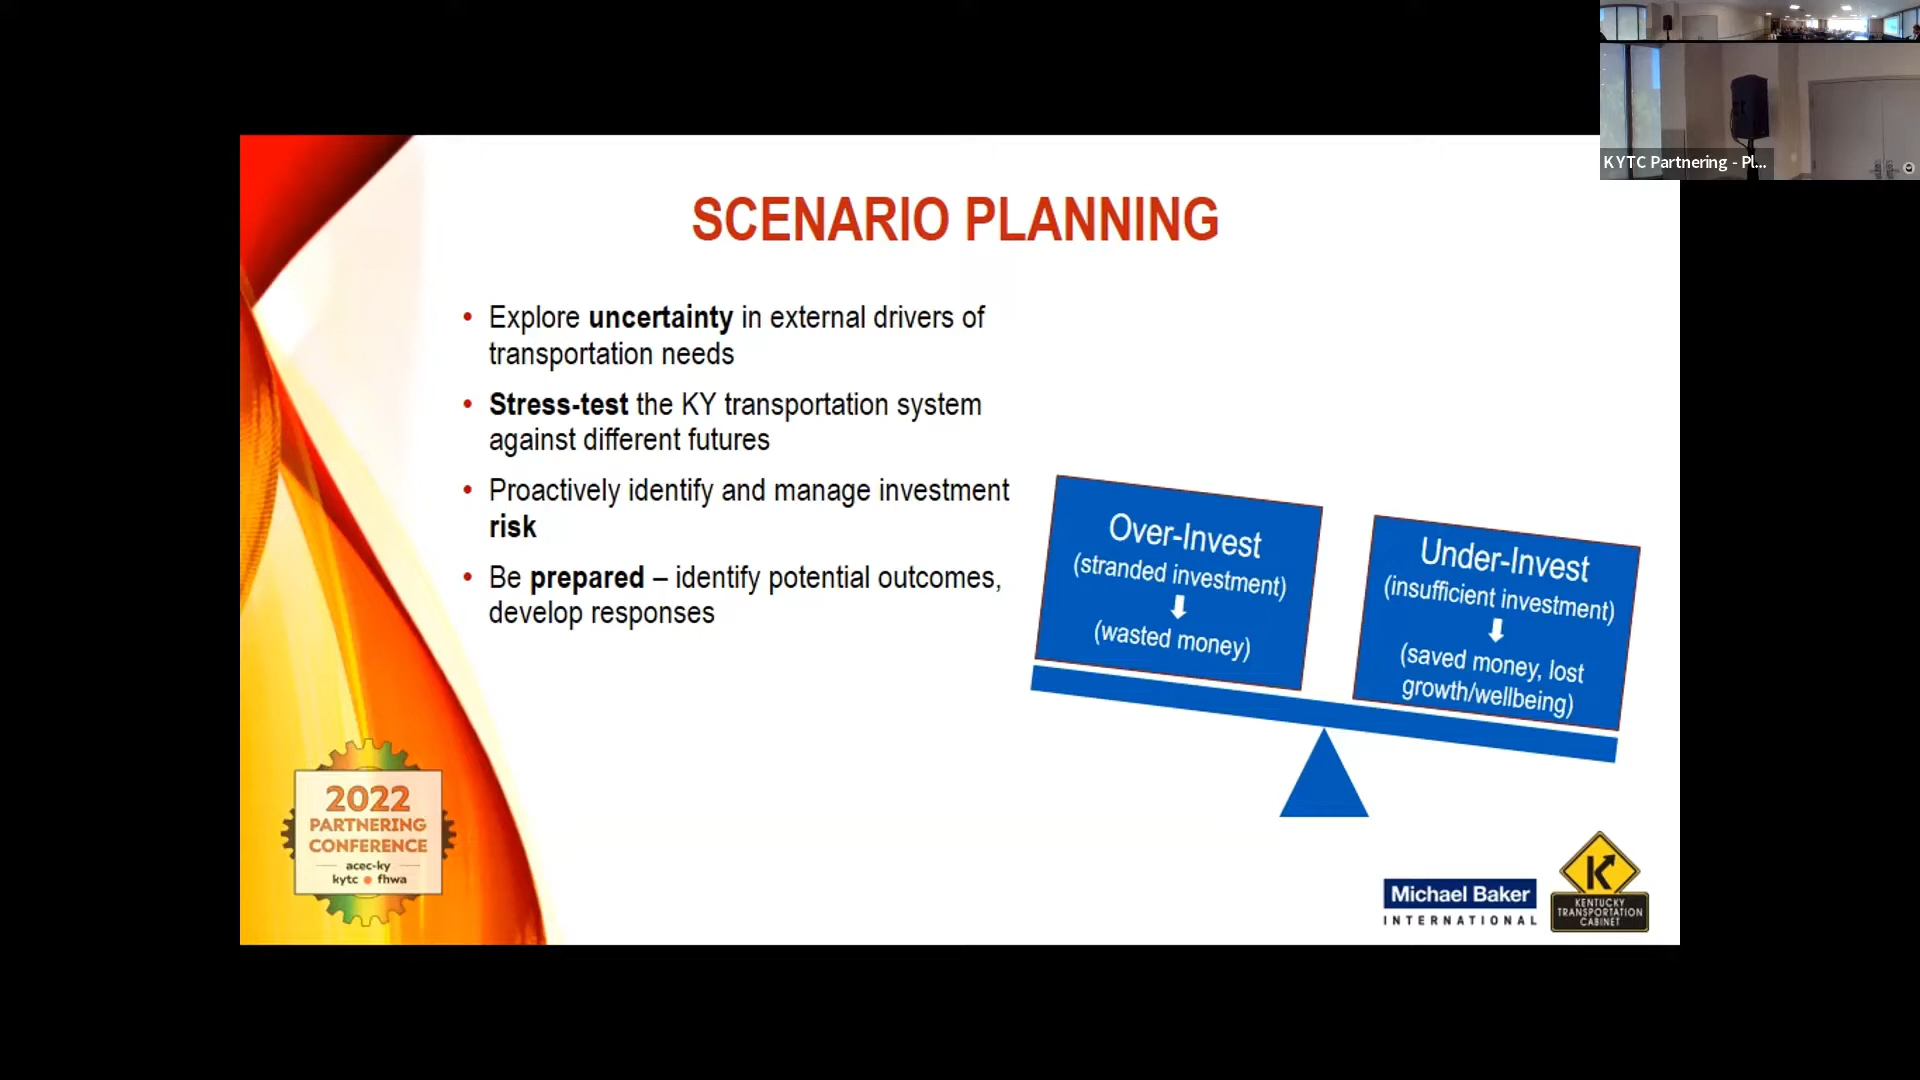 KYTC Partnering - Pl...
SCENARIO PLANNING
• Explore uncertainty in external drivers of
transportation needs
• Stress-test the KY transportation system
against different futures
• Proactively identify and manage investment
risk
• Be prepared – identify potential outcomes,
develop responses
Over-Invest
(stranded investment)
(wasted money)
Under-Invest
(insufficient investment)
(saved money, lost
growth/wellbeing)
2022
PARTNERING
CONFERENCE
acec-ky
kytc fhwa
Michael Baker
INTERNATIONAL
K
KENTUCKY
TRANSPORTATION
CABINET